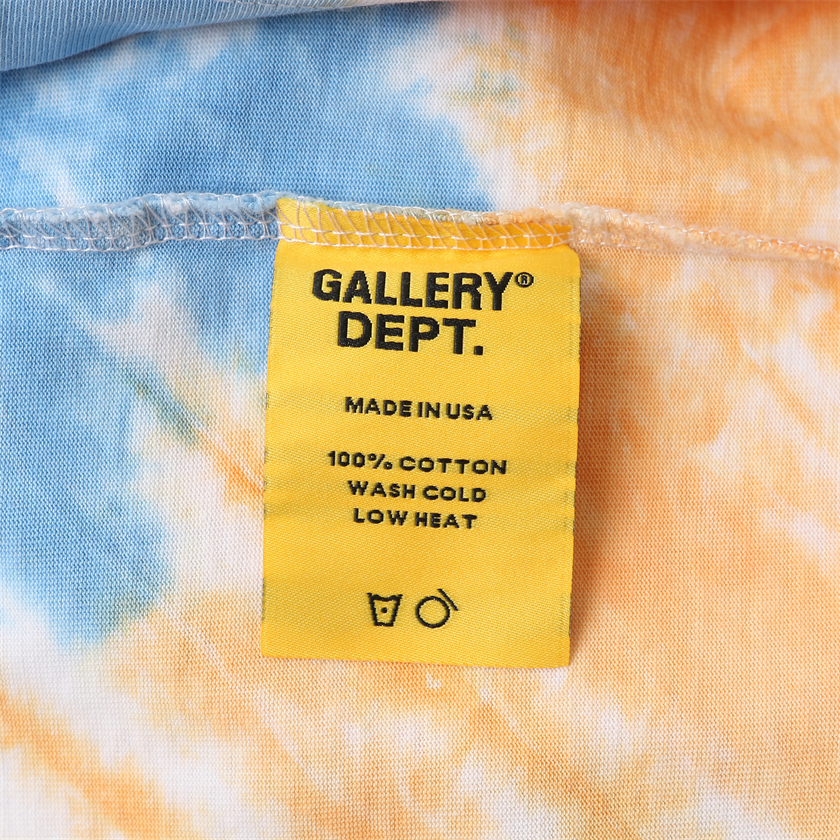 GALLERY®
DEPT.
MADE IN USA
100% COTTON
WASH COLD
LOW HEAT